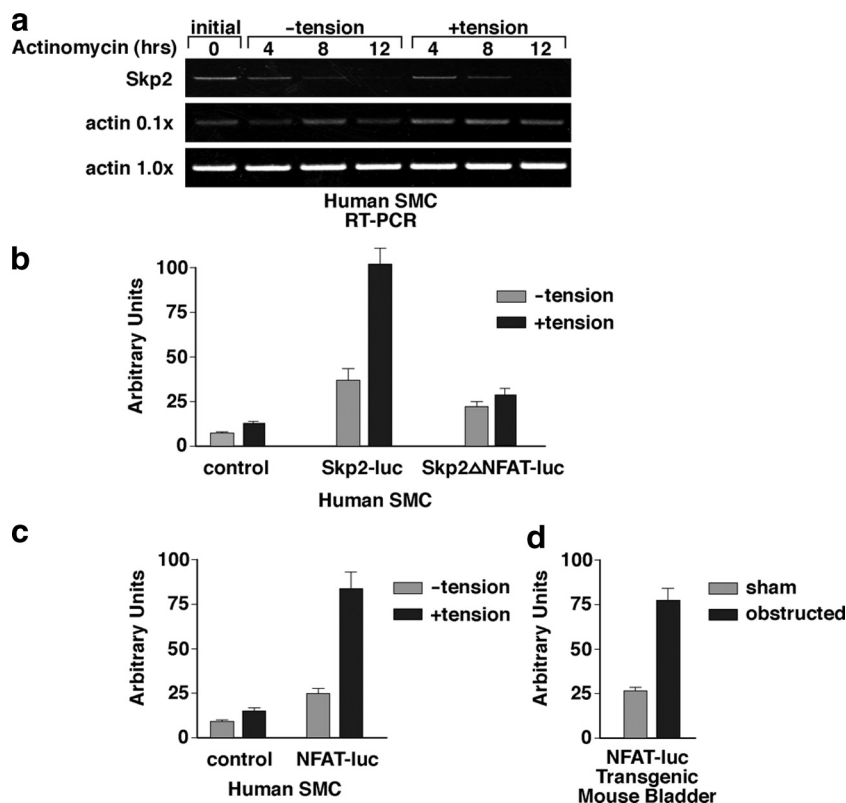 a
initial –tension +tension
Actinomycin (hrs) 0 4 8 12 4 8 12
Skp2
actin 0.1x
actin 1.0x
Human SMC
RT-PCR
b
Arbitrary Units
100
75
50
25
0
–tension
+tension
control Skp2-luc Skp2△NFAT-luc
Human SMC
c
Arbitrary Units
100
75
50
25
0
–tension
+tension
control NFAT-luc
Human SMC
d
Arbitrary Units
100
75
50
25
0
sham
obstructed
NFAT-luc
Transgenic
Mouse Bladder